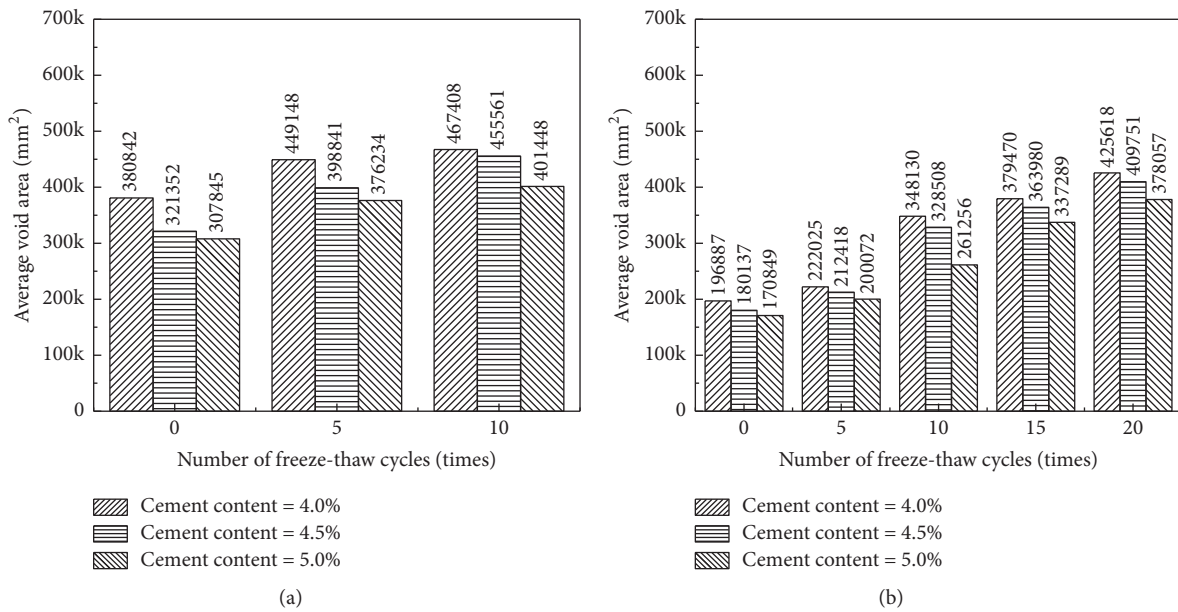 700k
600k
500k
400k
300k
200k
100k
0
Average void area (mm²)
380842
321352
307845
449148
398841
376234
467408
455561
401448
0 5 10
Number of freeze-thaw cycles (times)
Cement content = 4.0%
Cement content = 4.5%
Cement content = 5.0%
(a)
700k
600k
500k
400k
300k
200k
100k
0
Average void area (mm²)
196887
180137
170849
222025
212418
200072
348130
328508
261256
379470
363980
337289
425618
409751
378057
0 5 10 15 20
Number of freeze-thaw cycles (times)
Cement content = 4.0%
Cement content = 4.5%
Cement content = 5.0%
(b)